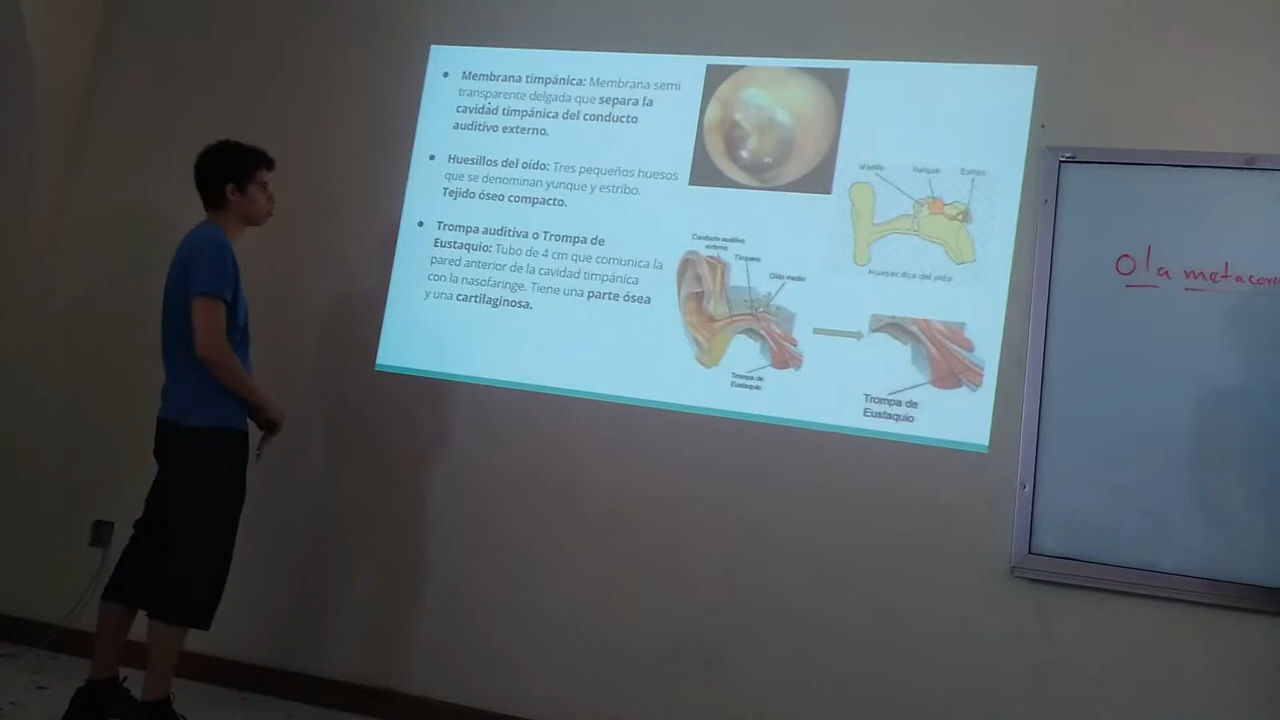 Membrana timpánica: Membrana semi
transparente delgada que separa la
cavidad timpánica del conducto
auditivo externo.
Huesillos del oído: Tres pequeños huesos
que se denominan yunque y estribo.
Tejido óseo compacto.
Trompa auditiva o Trompa de
Eustaquio: Tubo de 4 cm que comunica la
pared anterior de la cavidad timpánica
con la nasofaringe. Tiene una parte ósea
y una cartilaginosa.
Martillo Yunque Estribo
Huesecillos del oído
Conducto auditivo
externo
Tímpano
Oído medio
Trompa de
Eustaquio
Trompa de
Eustaquio
Ola